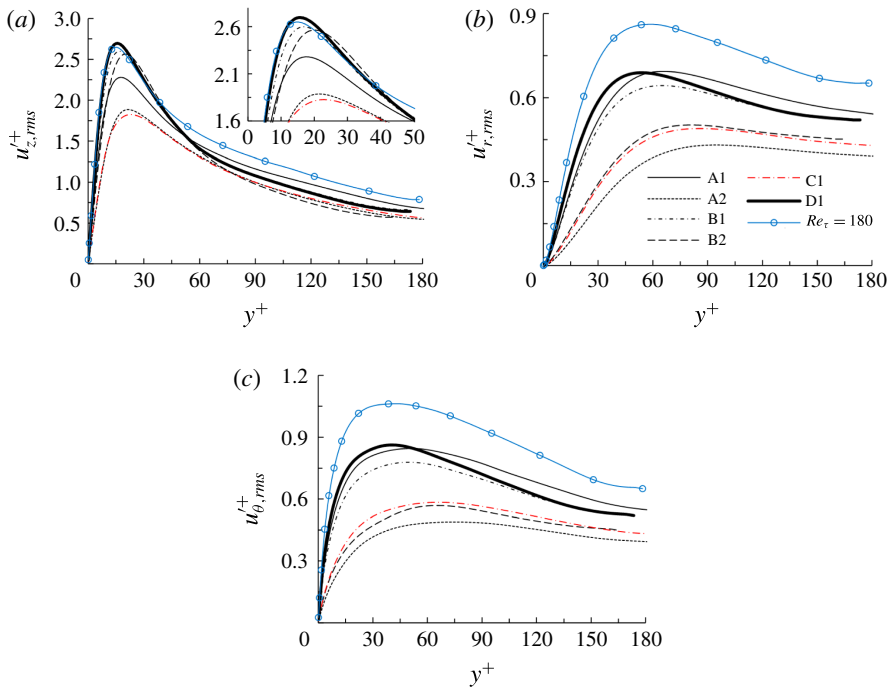 (a)
3.0
2.5
2.0
1.5
1.0
0.5
0 30 60 90 120 150 180
u′⁺z,rms
y⁺
2.6
2.1
1.6
10 20 30 40 50
(b)
0.9
0.6
0.3
0 30 60 90 120 150 180
u′⁺r,rms
y⁺
A1
A2
B1
B2
C1
D1
Reτ = 180
(c)
1.2
0.9
0.6
0.3
0 30 60 90 120 150 180
u′⁺θ,rms
y⁺